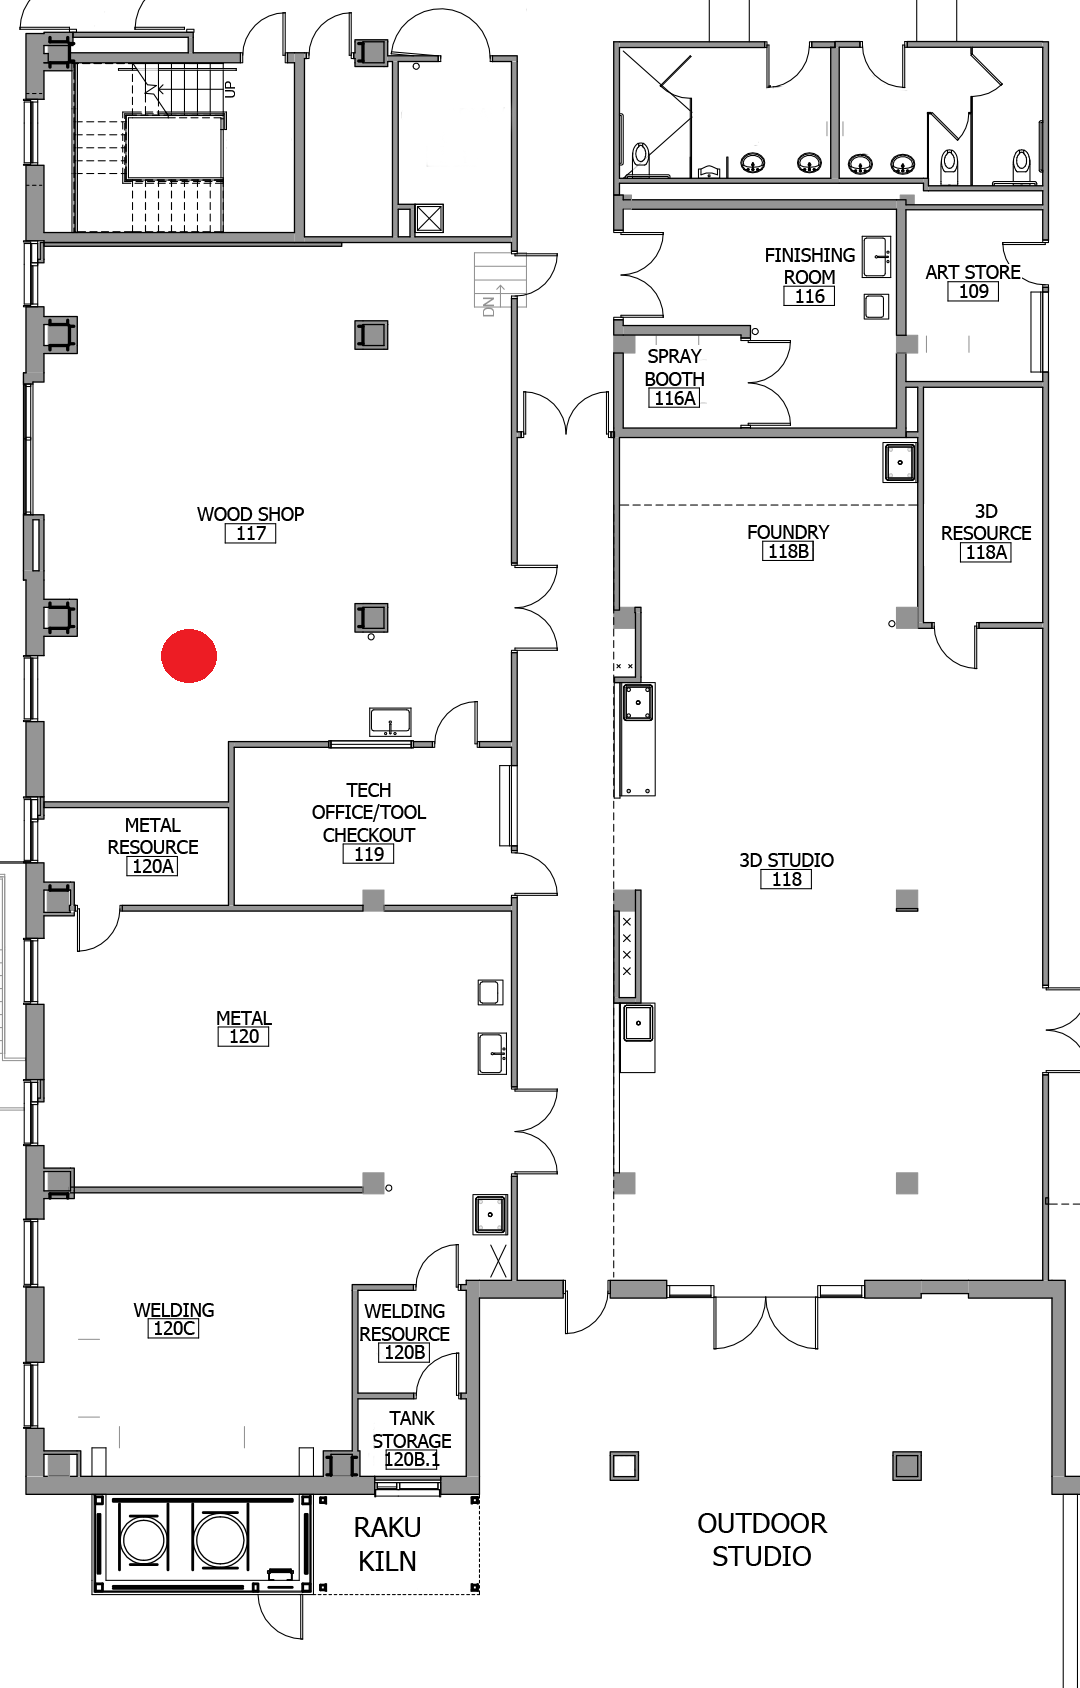 UP
DN
FINISHING
ROOM
116
ART STORE
109
SPRAY
BOOTH
116A
WOOD SHOP
117
FOUNDRY
118B
3D
RESOURCE
118A
TECH
OFFICE/TOOL
CHECKOUT
119
METAL
RESOURCE
120A
3D STUDIO
118
METAL
120
WELDING
120C
WELDING
RESOURCE
120B
TANK
STORAGE
120B.1
RAKU
KILN
OUTDOOR
STUDIO